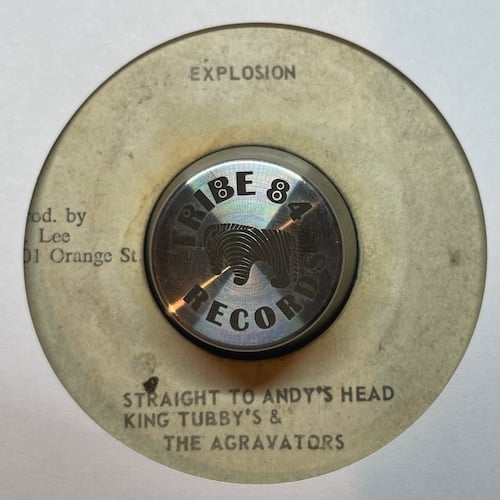 EXPLOSION
TRIBE 84
RECORDS
od. by
Lee
01 Orange St.
STRAIGHT TO ANDY'S HEAD
KING TUBBY'S &
THE AGRAVATORS